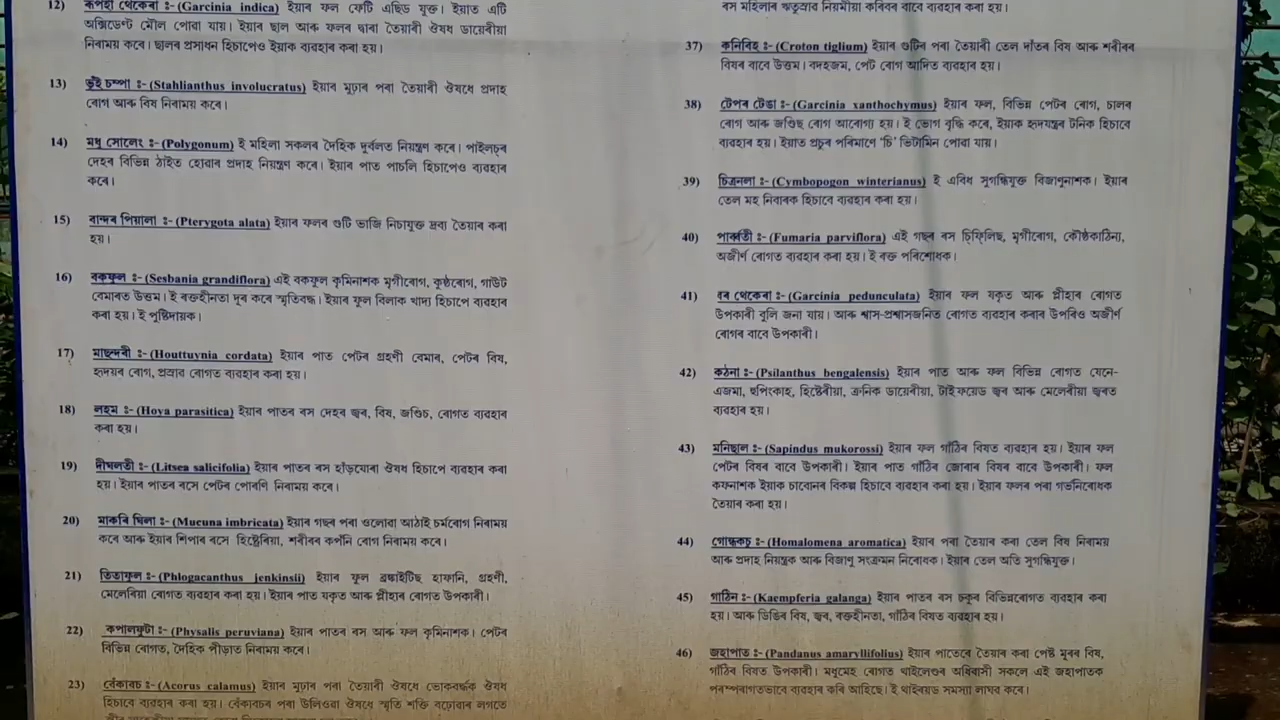 12) ৰূপহী থেকেৰা :- (Garcinia indica) ইয়াৰ ফল ফেটি এছিড যুক্ত। ইয়াত এটি
অক্সিডেণ্ট মৌল পোৱা যায়। ইয়াৰ ছাল আৰু ফলৰ দ্বাৰা তৈয়াৰী ঔষধ ডায়েৰীয়া
নিৰাময় কৰে। ছালৰ প্ৰসাধন হিচাপেও ইয়াক ব্যৱহাৰ কৰা হয়।
13) ভূঁই চম্পা :- (Stahlianthus involucratus) ইয়াৰ মূঢ়াৰ পৰা তৈয়াৰী ঔষধে প্ৰদাহ
ৰোগ আৰু বিষ নিৰাময় কৰে।
14) মধু সোলেং :- (Polygonum) ই মহিলা সকলৰ দৈহিক দুৰ্বলত নিয়ন্ত্ৰণ কৰে। পাইলচ্‌ৰ
দেহৰ বিভিন্ন ঠাইত হোৱাৰ প্ৰদাহ নিয়ন্ত্ৰণ কৰে। ইয়াৰ পাত পাচলি হিচাপেও ব্যৱহাৰ
কৰে।
15) বান্দৰ পিয়ালা :- (Pterygota alata) ইয়াৰ ফলৰ গুটি ভাজি নিচাযুক্ত দ্ৰব্য তৈয়াৰ কৰা
হয়।
16) বকফুল :- (Sesbania grandiflora) এই বকফুল কৃমিনাশক মৃগীৰোগ, কুষ্ঠৰোগ, গাউট
বেমাৰত উত্তম। ই ৰক্তহীনতা দূৰ কৰে স্মৃতিবদ্ধ। ইয়াৰ ফুল বিলাক খাদ্য হিচাপে ব্যৱহাৰ
কৰা হয়। ই পুষ্টিদায়ক।
17) মাছন্দৰী :- (Houttuynia cordata) ইয়াৰ পাত পেটৰ গ্ৰহণী বেমাৰ, পেটৰ বিষ,
হৃদয়ৰ ৰোগ, প্ৰস্ৰাৱ ৰোগত ব্যৱহাৰ কৰা হয়।
18) লহম :- (Hoya parasitica) ইয়াৰ পাতৰ ৰস দেহৰ জ্বৰ, বিষ, জণ্ডিচ, ৰোগত ব্যৱহাৰ
কৰা হয়।
19) দীঘলতী :- (Litsea salicifolia) ইয়াৰ পাতৰ ৰস হাঁড়যোৰা ঔষধ হিচাপে ব্যৱহাৰ কৰা
হয়। ইয়াৰ পাতৰ ৰসে পেটৰ পোৰণি নিৰাময় কৰে।
20) মাকৰি ঘিলা :- (Mucuna imbricata) ইয়াৰ গছৰ পৰা ওলোৱা আঠাই চৰ্মৰোগ নিৰাময়
কৰে আৰু ইয়াৰ শিপাৰ ৰসে হিষ্ট্ৰেৰিয়া, শৰীৰৰ কঁপনি ৰোগ নিৰাময় কৰে।
21) তিতাফুল :- (Phlogacanthus jenkinsii) ইয়াৰ ফুল ব্ৰঙ্কাইটিছ হাফানি, গ্ৰহণী,
মেলেৰিয়া ৰোগত ব্যৱহাৰ কৰা হয়। ইয়াৰ পাত যকৃত আৰু প্লীহাৰ ৰোগত উপকাৰী।
22) কপালফুটা :- (Physalis peruviana) ইয়াৰ পাতৰ ৰস আৰু ফল কৃমিনাশক। পেটৰ
বিভিন্ন ৰোগত, দৈহিক পীড়াত নিৰাময় কৰে।
23) বেঁকাবচ :- (Acorus calamus) ইয়াৰ মূঢ়াৰ পৰা তৈয়াৰী ঔষধে ভোকবৰ্দ্ধক ঔষধ
হিচাবে ব্যৱহাৰ কৰা হয়। বেঁকাবচৰ পৰা উলিওৱা ঔষধে স্মৃতি শক্তি বঢ়োৱাৰ লগতে
ৰস মহিলাৰ ঋতুস্ৰাৱ নিয়মীয়া কৰিবৰ বাবে ব্যৱহাৰ কৰা হয়।
37) কনিবিহ :- (Croton tiglium) ইয়াৰ গুটিৰ পৰা তৈয়াৰী তেল দাঁতৰ বিষ আৰু শৰীৰৰ
বিষৰ বাবে উত্তম। বদহজম, পেট ৰোগ আদিত ব্যৱহাৰ হয়।
38) টেপৰ টেঙা :- (Garcinia xanthochymus) ইয়াৰ ফল, বিভিন্ন পেটৰ ৰোগ, চালৰ
ৰোগ আৰু জণ্ডিছ ৰোগ আৰোগ্য হয়। ই ভোগ বৃদ্ধি কৰে, ইয়াক হৃদযন্ত্ৰৰ টনিক হিচাবে
ব্যৱহাৰ হয়। ইয়াত প্ৰচুৰ পৰিমাণে 'চি' ভিটামিন পোৱা যায়।
39) চিত্ৰনলা :- (Cymbopogon winterianus) ই এবিধ সুগন্ধিযুক্ত বিজাণুনাশক। ইয়াৰ
তেল মহ নিবাৰক হিচাবে ব্যৱহাৰ কৰা হয়।
40) পাৰ্ব্বতী :- (Fumaria parviflora) এই গছৰ ৰস চিফিলিছ, মৃগীৰোগ, কৌষ্ঠকাঠিন্য,
অজীৰ্ণ ৰোগত ব্যৱহাৰ কৰা হয়। ই ৰক্ত পৰিশোধক।
41) বৰ থেকেৰা :- (Garcinia pedunculata) ইয়াৰ ফল যকৃত আৰু প্লীহাৰ ৰোগত
উপকাৰী বুলি জনা যায়। আৰু শ্বাস-প্ৰশ্বাসজনিত ৰোগত ব্যৱহাৰ কৰাৰ উপৰিও অজীৰ্ণ
ৰোগৰ বাবে উপকাৰী।
42) কঠনা :- (Psilanthus bengalensis) ইয়াৰ পাত আৰু ফল বিভিন্ন ৰোগত যেনে-
এজমা, হুপিংকাহ, হিষ্টেৰীয়া, ক্ৰনিক ডায়েৰীয়া, টাইফয়েড জ্বৰ আৰু মেলেৰীয়া জ্বৰত
ব্যৱহাৰ হয়।
43) মনিছাল :- (Sapindus mukorossi) ইয়াৰ ফল গাঁঠিৰ বিষত ব্যৱহাৰ হয়। ইয়াৰ ফল
পেটৰ বিষৰ বাবে উপকাৰী। ইয়াৰ পাত গাঁঠিৰ জোৰাৰ বিষৰ বাবে উপকাৰী। ফল
কফনাশক ইয়াক চাবোনৰ বিকল্প হিচাবে ব্যৱহাৰ কৰা হয়। ইয়াৰ ফলৰ পৰা গৰ্ভনিৰোধক
তৈয়াৰ কৰা হয়।
44) গোন্ধকচু :- (Homalomena aromatica) ইয়াৰ পৰা তৈয়াৰ কৰা তেল বিষ নিৰাময়
আৰু প্ৰদাহ নিয়ন্ত্ৰক আৰু বিজাণু সংক্ৰমন নিৰোধক। ইয়াৰ তেল অতি সুগন্ধিযুক্ত।
45) গাঠিন :- (Kaempferia galanga) ইয়াৰ পাতৰ ৰস চকুৰ বিভিন্নৰোগত ব্যৱহাৰ কৰা
হয়। আৰু ডিঙিৰ বিষ, জ্বৰ, ৰক্তহীনতা, গাঁঠিৰ বিষত ব্যৱহাৰ কৰা হয়।
46) জহাপাত :- (Pandanus amaryllifolius) ইয়াৰ পাতেৰে তৈয়াৰ কৰা পেষ্ট মূৰৰ বিষ,
গাঁঠিৰ বিষত উপকাৰী। মধুমেহ ৰোগত থাইলেণ্ডৰ অধিবাসী সকলে এই জহাপাতক
পৰম্পৰাগতভাবে ব্যৱহাৰ কৰি আহিছে। ই থাইৰয়ড সমস্যা লাঘব কৰে।